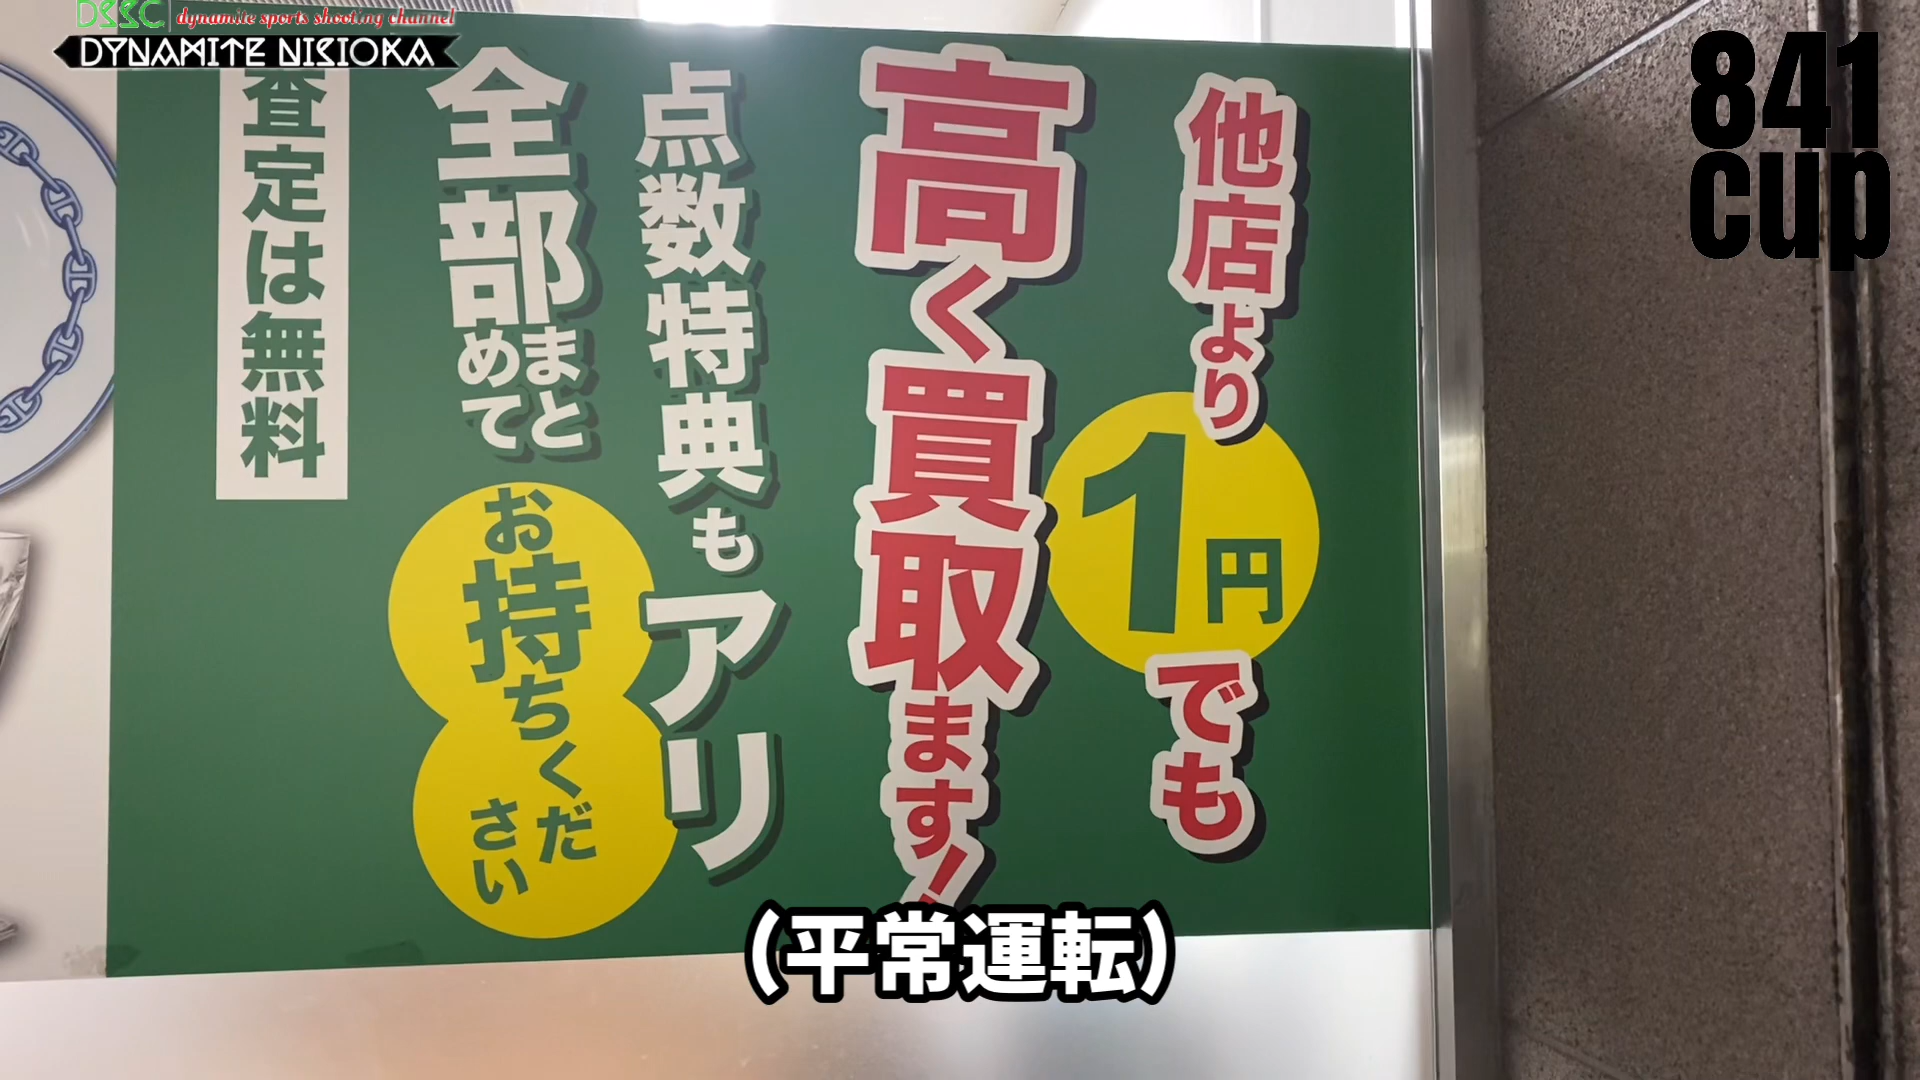 DSSC dynamite sports shooting channel
DYNAMITE NISIOKA
841
cup
他店より
1円
でも
高く買取ます!
点数特典もアリ
全部まとめて
お持ちください
査定は無料
(平常運転)